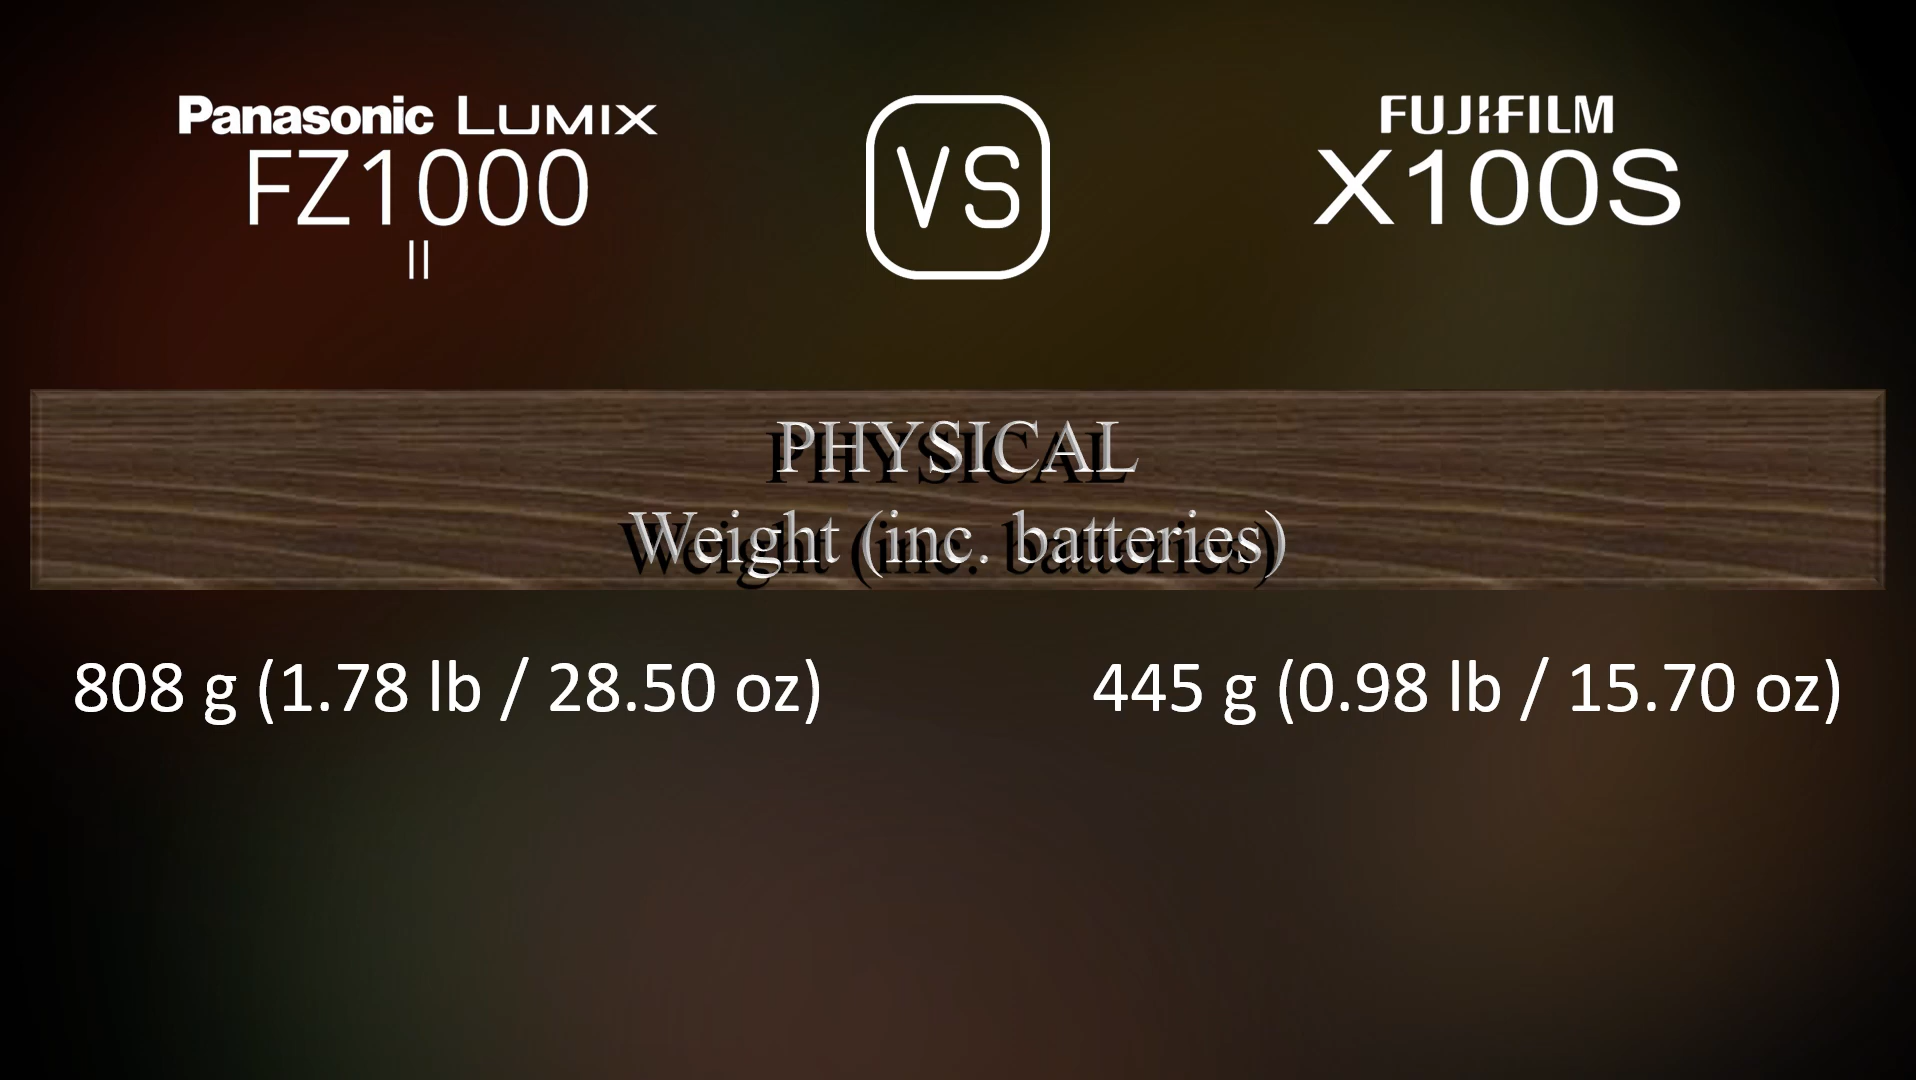 Panasonic LUMIX
FZ1000
II
VS
FUJIFILM
X100S
PHYSICAL
Weight (inc. batteries)
808 g (1.78 lb / 28.50 oz)
445 g (0.98 lb / 15.70 oz)